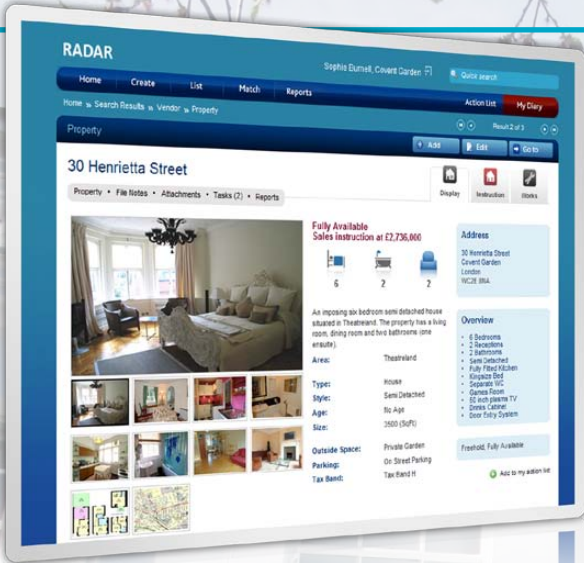 RADAR
Sophie Burnell, Covent Garden
Quick search
Home Create List Match Reports
Action List My Diary
Home » Search Results » Vendor » Property
Result 2 of 3
Property
Add Edit Go to
30 Henrietta Street
Property • File Notes • Attachments • Tasks (2) • Reports
Display Instruction Works
Fully Available
Sales instruction at £2,736,000
6 2 2
An imposing six bedroom semi detached house
situated in Theatreland. The property has a living
room, dining room and two bathrooms (one
ensuite).
Area: Theatreland
Type: House
Style: Semi Detached
Age: No Age
Size: 3500 (SqFt)
Outside Space: Private Garden
Parking: On Street Parking
Tax Band: Tax Band H
Address
30 Henrietta Street
Covent Garden
London
WC2E 8NA
Overview
• 6 Bedrooms
• 2 Receptions
• 2 Bathrooms
• Semi Detached
• Fully Fitted Kitchen
• Kingsize Bed
• Separate WC
• Games Room
• 50 inch plasma TV
• Drinks Cabinet
• Door Entry System
Freehold, Fully Available
Add to my action list